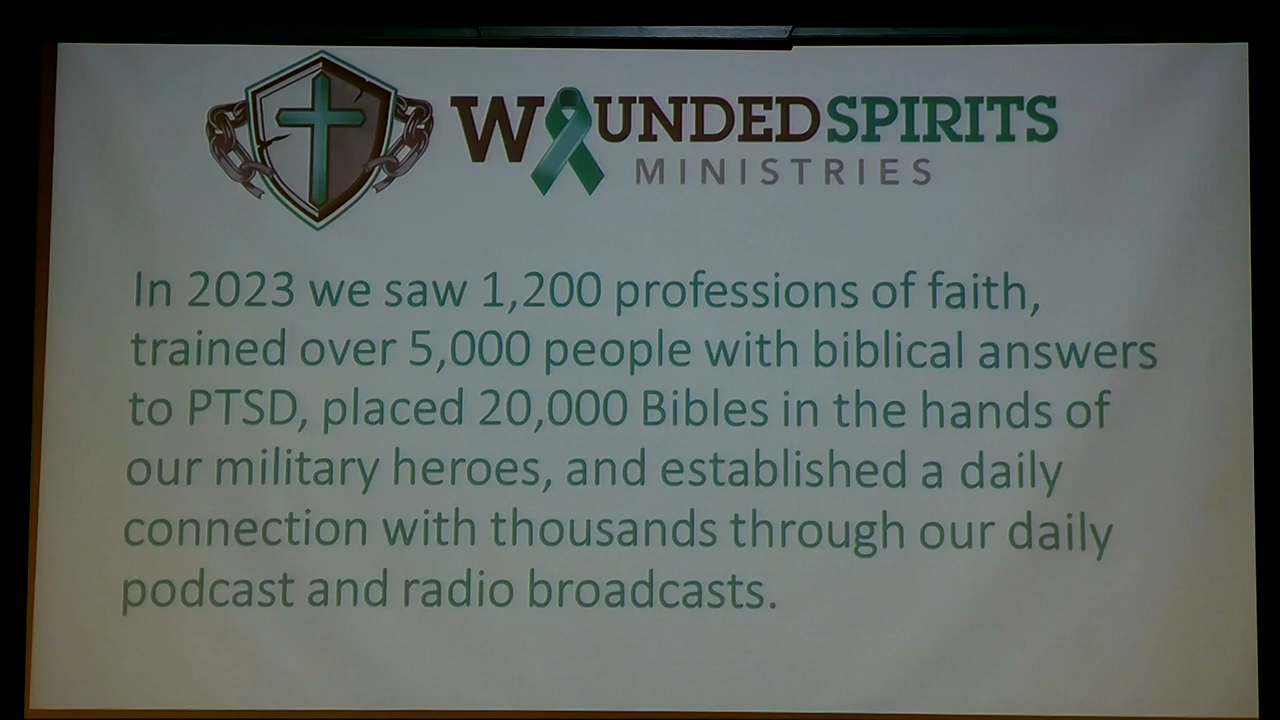 WOUNDED SPIRITS
MINISTRIES
In 2023 we saw 1,200 professions of faith,
trained over 5,000 people with biblical answers
to PTSD, placed 20,000 Bibles in the hands of
our military heroes, and established a daily
connection with thousands through our daily
podcast and radio broadcasts.